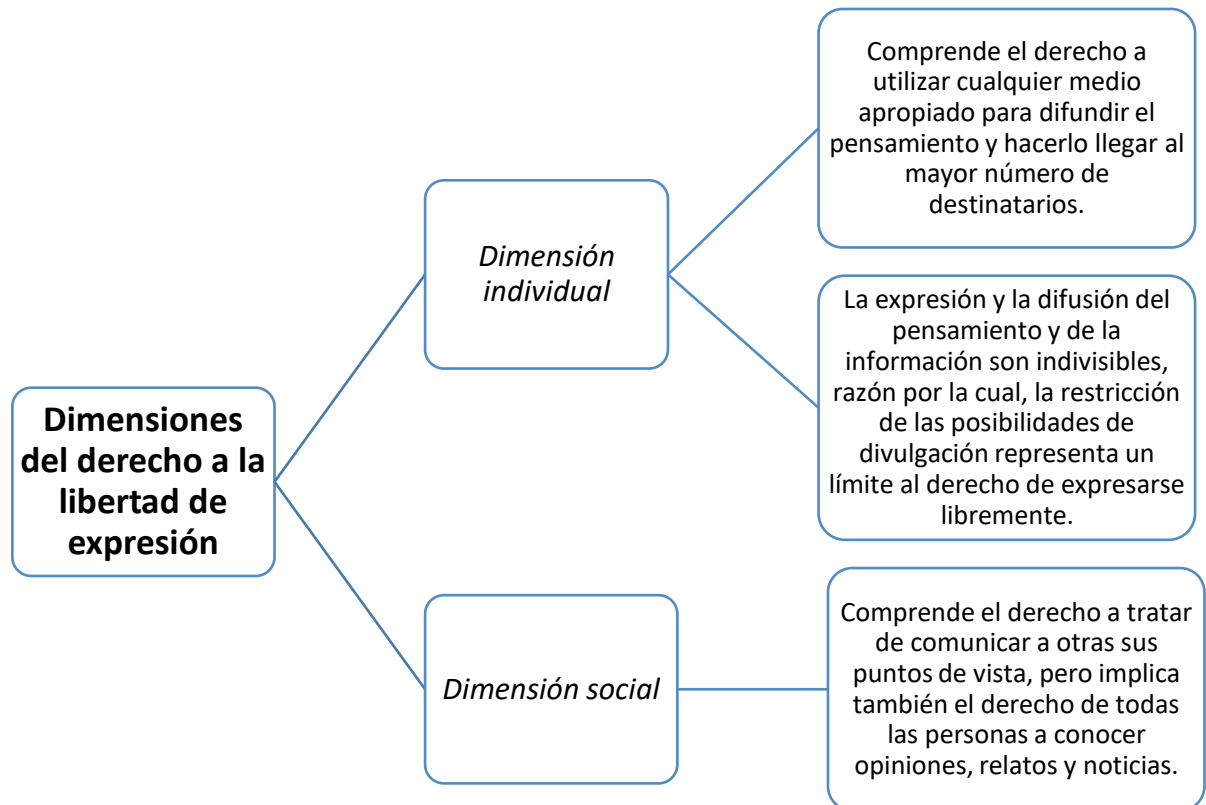 Dimensiones
del derecho a la
libertad de
expresión
Dimensión
individual
Comprende el derecho a
utilizar cualquier medio
apropiado para difundir el
pensamiento y hacerlo llegar al
mayor número de
destinatarios.
La expresión y la difusión del
pensamiento y de la
información son indivisibles,
razón por la cual, la restricción
de las posibilidades de
divulgación representa un
límite al derecho de expresarse
libremente.
Dimensión social
Comprende el derecho a tratar
de comunicar a otras sus
puntos de vista, pero implica
también el derecho de todas
las personas a conocer
opiniones, relatos y noticias.